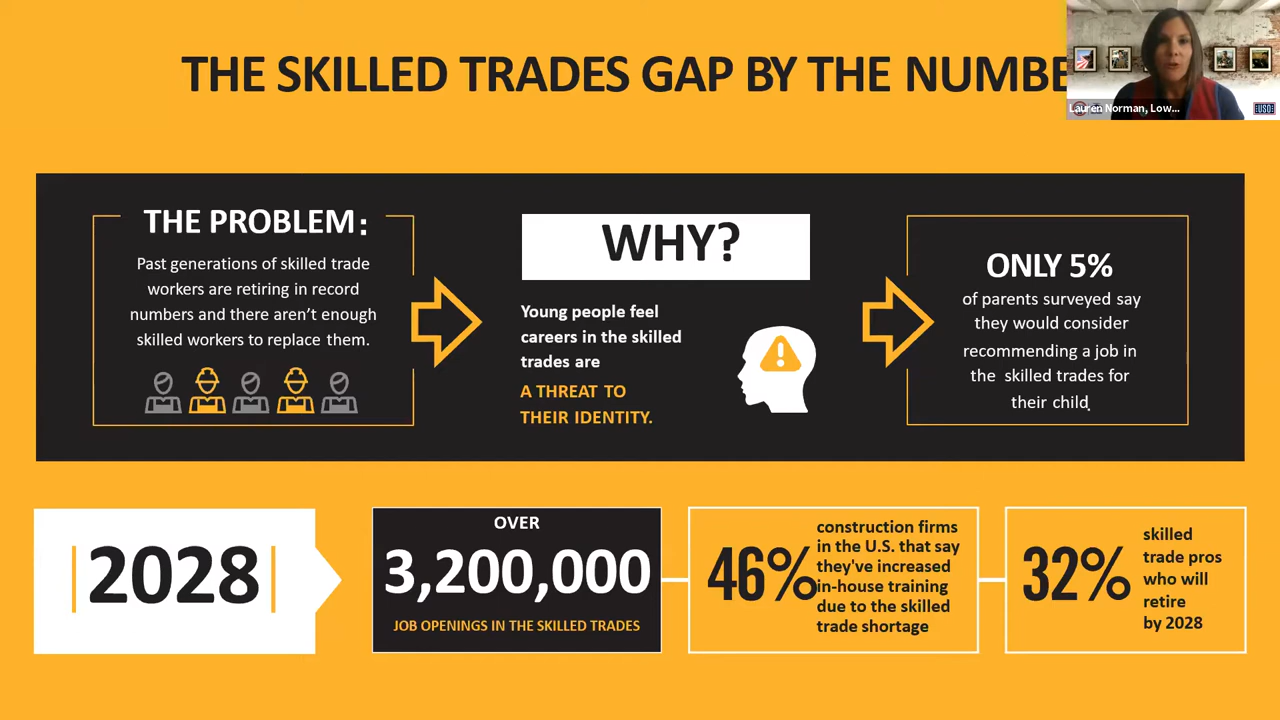 THE SKILLED TRADES GAP BY THE NUMBE
Lauren Norman, Low...
USO
THE PROBLEM:
Past generations of skilled trade
workers are retiring in record
numbers and there aren't enough
skilled workers to replace them.
WHY?
Young people feel
careers in the skilled
trades are
A THREAT TO
THEIR IDENTITY.
ONLY 5%
of parents surveyed say
they would consider
recommending a job in
the skilled trades for
their child.
2028
OVER
3,200,000
JOB OPENINGS IN THE SKILLED TRADES
46%
construction firms
in the U.S. that say
they've increased
in-house training
due to the skilled
trade shortage
32%
skilled
trade pros
who will
retire
by 2028